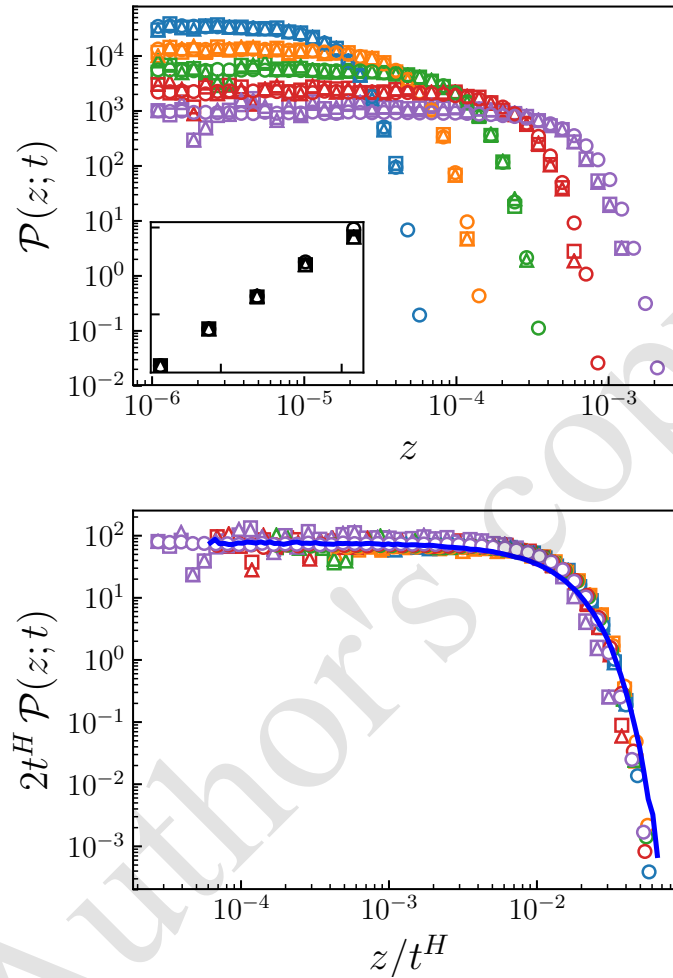 10^4
10^3
10^2
10^1
10^0
10^{-1}
10^{-2}
P(z; t)
10^{-6} 10^{-5} 10^{-4} 10^{-3}
z
10^2
10^1
10^0
10^{-1}
10^{-2}
10^{-3}
2t^H P(z; t)
10^{-4} 10^{-3} 10^{-2}
z/t^H
Author's copy